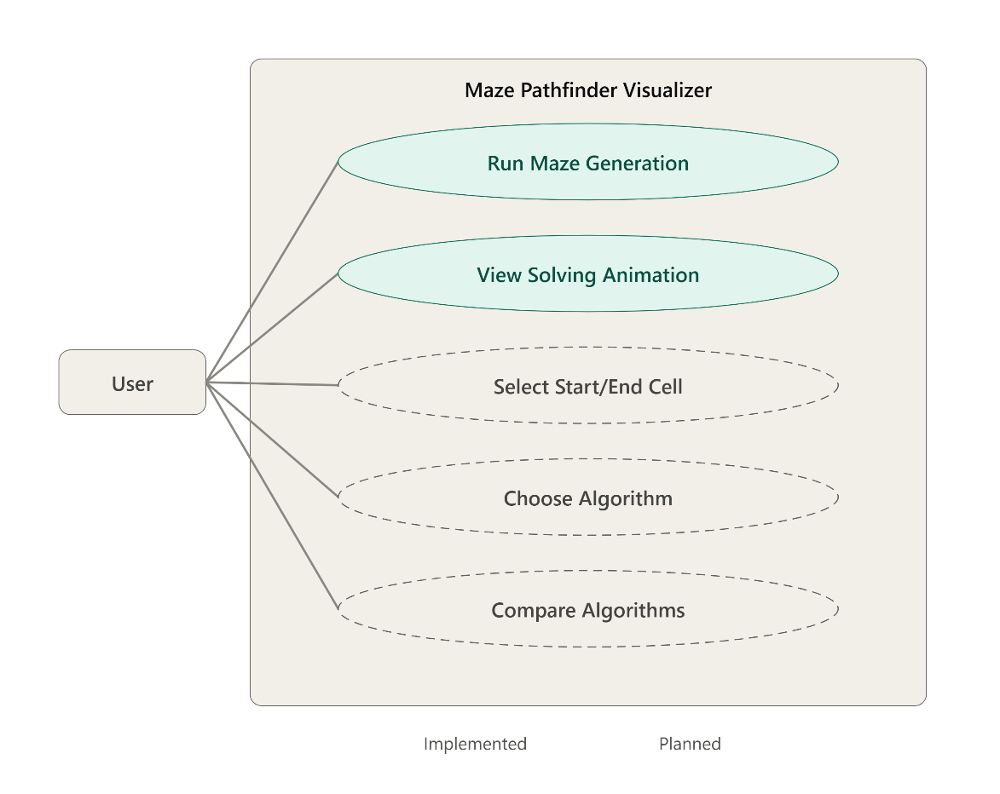 Maze Pathfinder Visualizer
Run Maze Generation
View Solving Animation
User
Select Start/End Cell
Choose Algorithm
Compare Algorithms
Implemented
Planned